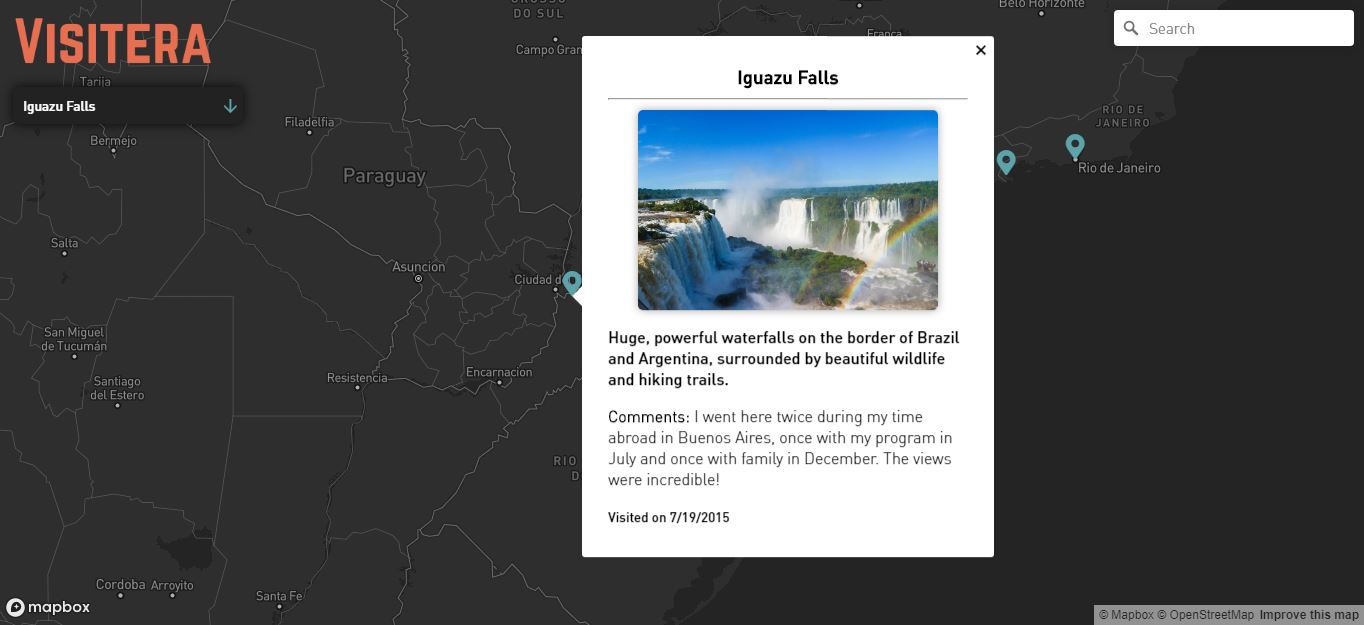 GROSSO
DO SUL
Belo Horizonte
VISITERA
Search
Franca
Campo Gran
Iguazu Falls
Tarija
Iguazu Falls
RIO DE
JANEIRO
Filadelfia
Bermejo
Rio de Janeiro
Paraguay
Salta
Asuncion
Ciudad d
San Miguel
de Tucumán
Huge, powerful waterfalls on the border of Brazil
and Argentina, surrounded by beautiful wildlife
and hiking trails.
Resistencia
Encarnacion
Santiago
del Estero
Comments: I went here twice during my time
abroad in Buenos Aires, once with my program in
July and once with family in December. The views
were incredible!
RIO
D
Visited on 7/19/2015
Cordoba
Arroyito
Santa Fe
mapbox
© Mapbox © OpenStreetMap Improve this map